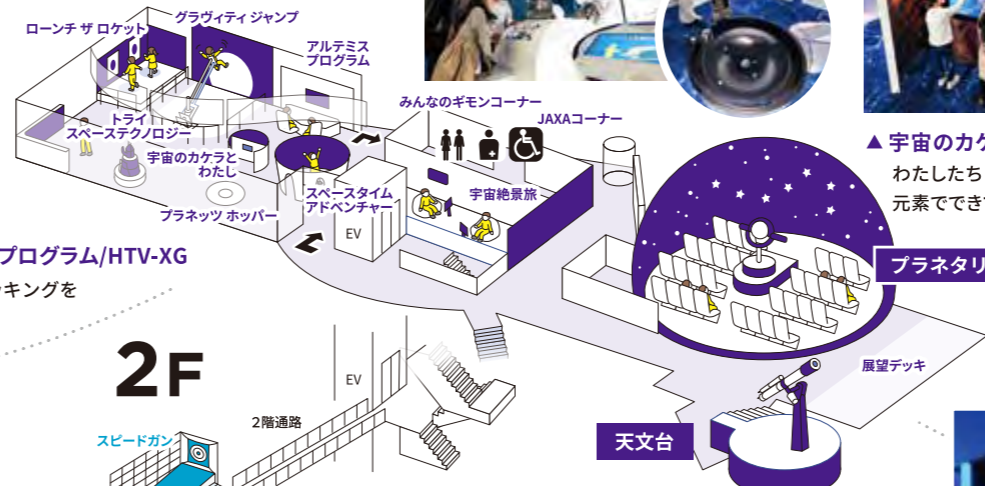 ローンチ ザ ロケット
グラヴィティ ジャンプ
アルテミス
プログラム
みんなのギモンコーナー
JAXAコーナー
トライ
スペーステクノロジー
宇宙のカケラと
わたし
プラネッツ ホッパー
スペースタイム
アドベンチャー
EV
宇宙絶景旅
▲ 宇宙のカケ
わたしたち
元素ででき
プラネタリ
プログラム/HTV-XG
キングを
2F
EV
2階通路
スピードガン
天文台
展望デッキ